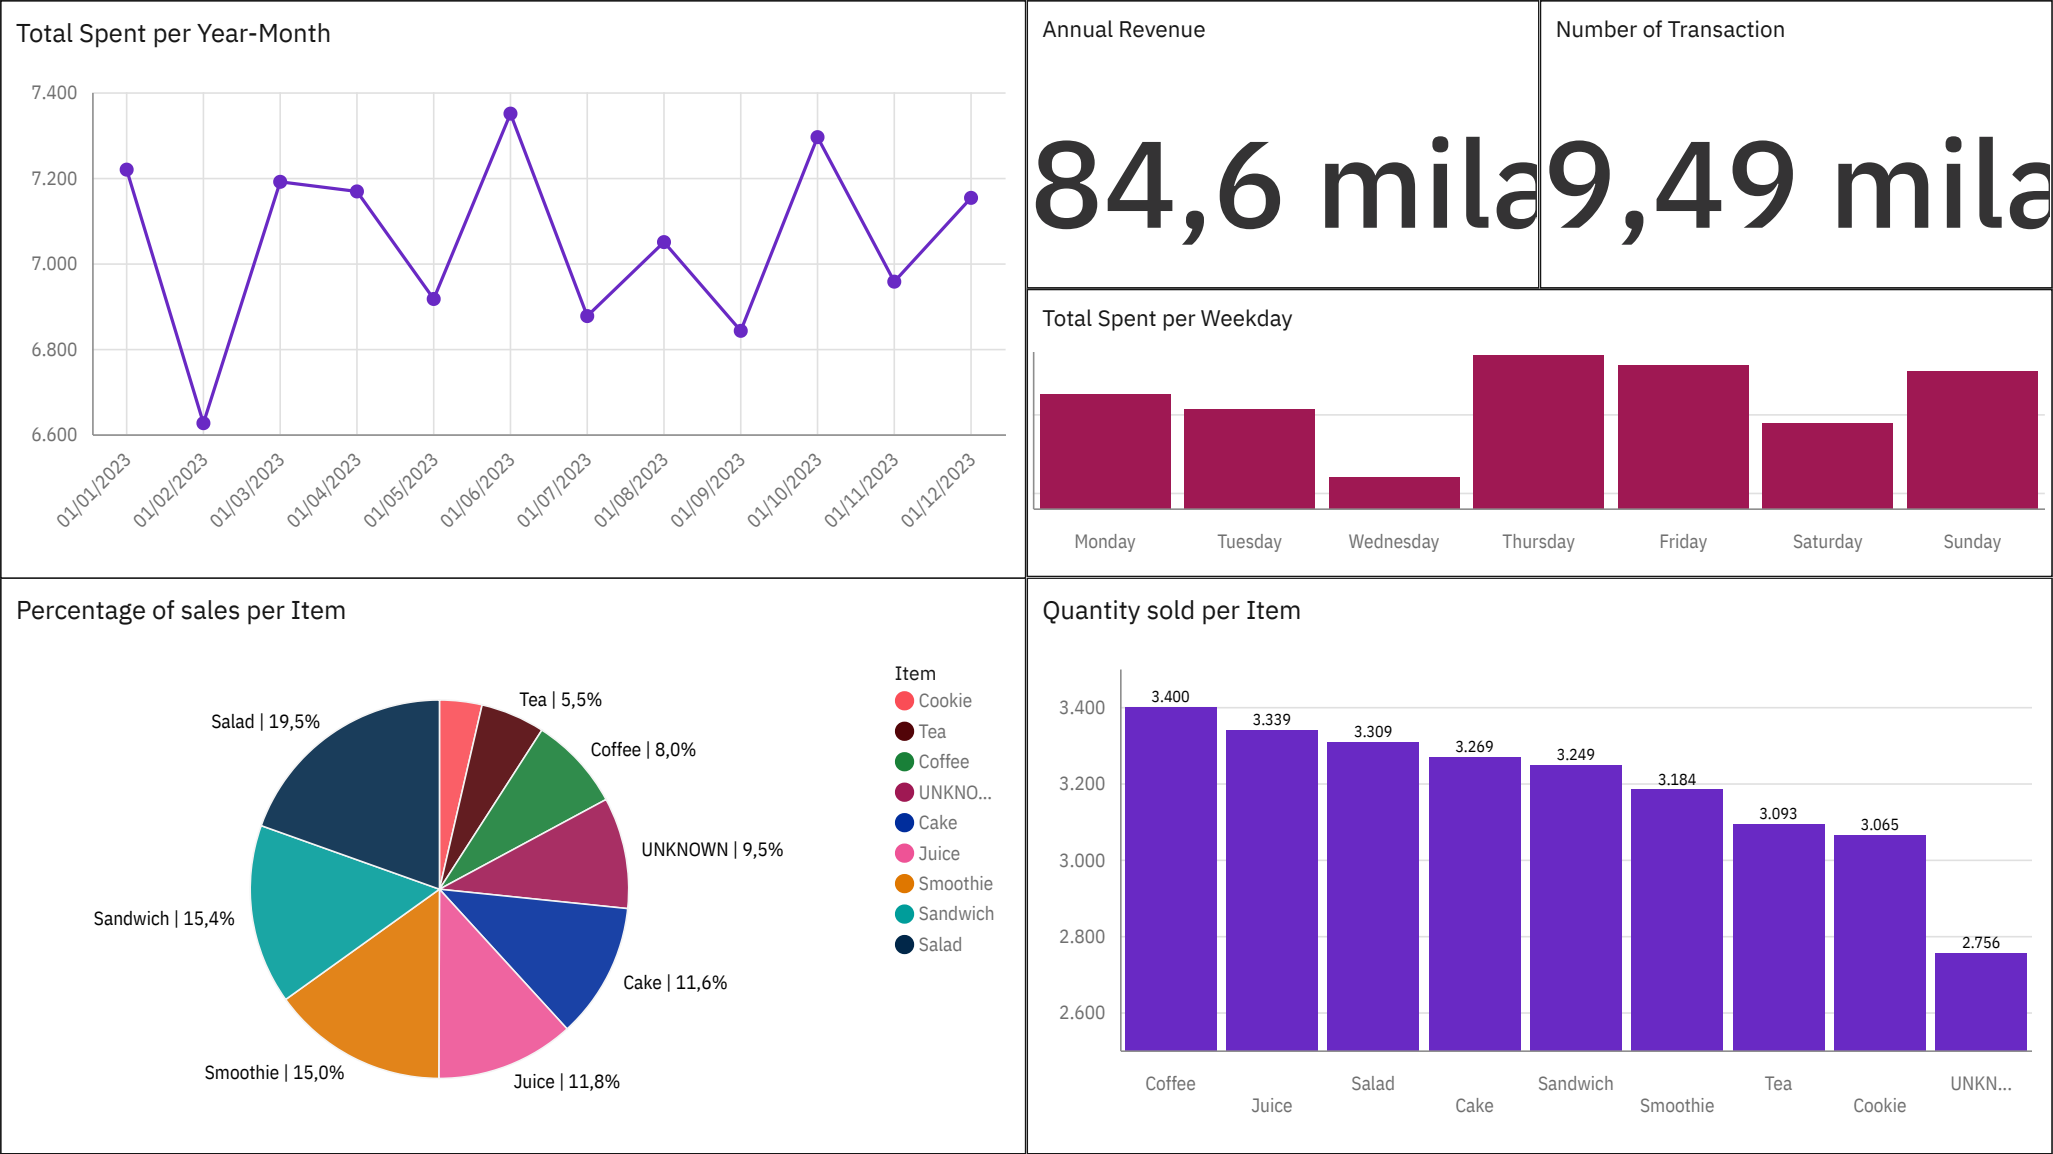 Total Spent per Year-Month
7.400
7.200
7.000
6.800
6.600
01/01/2023
01/02/2023
01/03/2023
01/04/2023
01/05/2023
01/06/2023
01/07/2023
01/08/2023
01/09/2023
01/10/2023
01/11/2023
01/12/2023
Annual Revenue
84,6 mila
Number of Transaction
9,49 mila
Total Spent per Weekday
Monday
Tuesday
Wednesday
Thursday
Friday
Saturday
Sunday
Percentage of sales per Item
Tea | 5,5%
Coffee | 8,0%
UNKNOWN | 9,5%
Cake | 11,6%
Juice | 11,8%
Smoothie | 15,0%
Sandwich | 15,4%
Salad | 19,5%
Item
Cookie
Tea
Coffee
UNKNO...
Cake
Juice
Smoothie
Sandwich
Salad
Quantity sold per Item
3.400
3.200
3.000
2.800
2.600
3.400
3.339
3.309
3.269
3.249
3.184
3.093
3.065
2.756
Coffee
Juice
Salad
Cake
Sandwich
Smoothie
Tea
Cookie
UNKN...